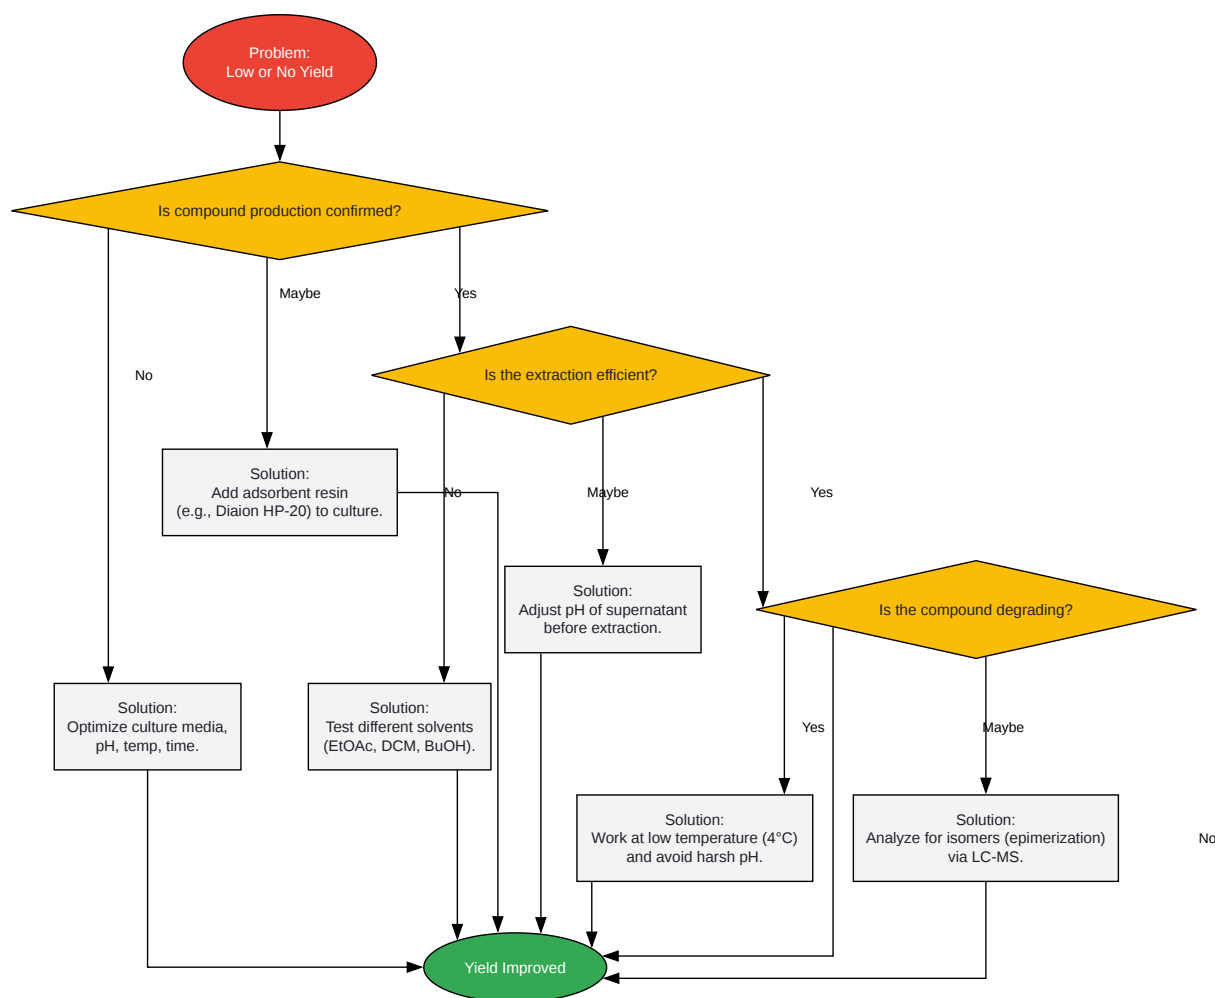 Problem:
Low or No Yield
Is compound production confirmed?
Maybe
Yes
No
Is the extraction efficient?
Solution:
Add adsorbent resin
(e.g., Diaion HP-20) to culture.
No
Maybe
Yes
Solution:
Adjust pH of supernatant
before extraction.
Is the compound degrading?
Solution:
Optimize culture media,
pH, temp, time.
Solution:
Test different solvents
(EtOAc, DCM, BuOH).
Yes
Maybe
No
Solution:
Work at low temperature (4°C)
and avoid harsh pH.
Solution:
Analyze for isomers (epimerization)
via LC-MS.
Yield Improved